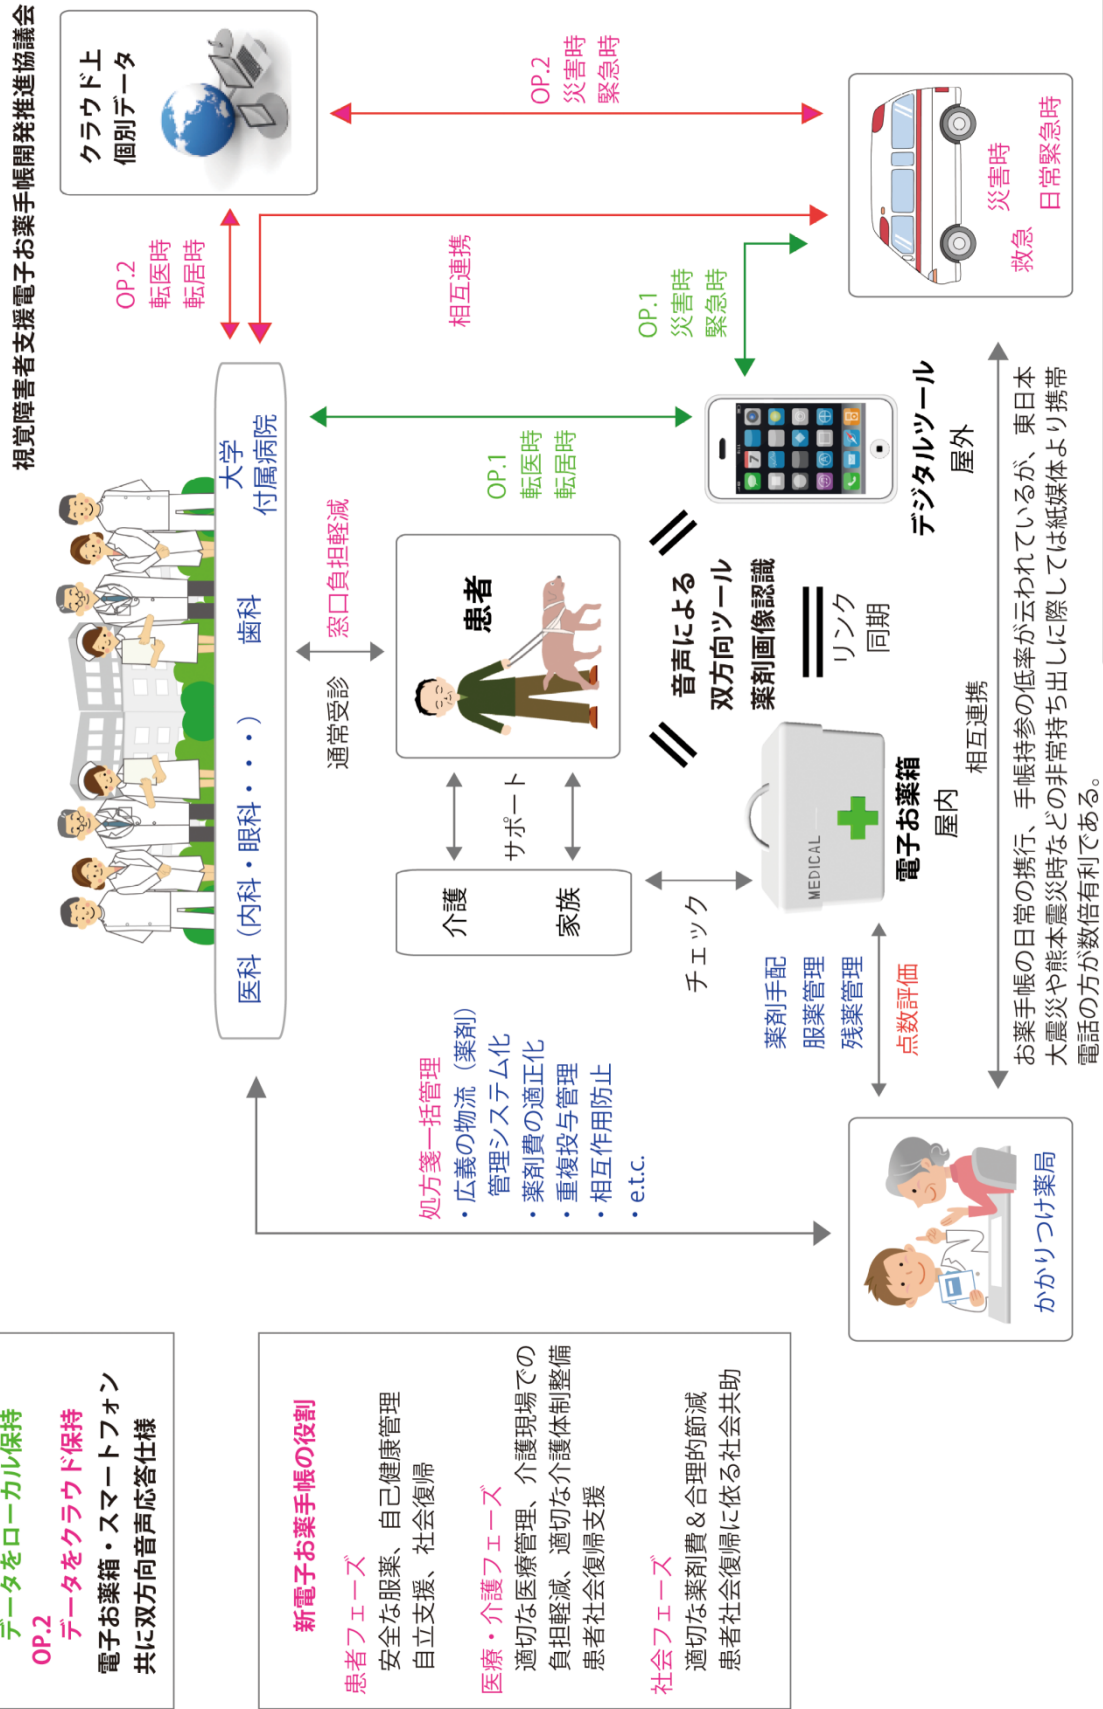 視覚障害者支援電子お薬手帳開発推進協議会
データをローカル保持
OP.2
データをクラウド保持
電子お薬箱・スマートフォン
共に双方向音声応答仕様
新電子お薬手帳の役割
患者フェーズ
安全な服薬、自己健康管理
自立支援、社会復帰
医療・介護フェーズ
適切な医療管理、介護現場での
負担軽減、適切な介護体制整備
患者社会復帰支援
社会フェーズ
適切な薬剤費＆合理的節減
患者社会復帰に依る社会共助
医科（内科・眼科・・・）
歯科
大学
付属病院
クラウド上
個別データ
OP.2
転医時
転居時
OP.2
災害時
緊急時
相互連携
通常受診
窓口負担軽減
OP.1
転医時
転居時
OP.1
災害時
緊急時
処方箋一括管理
・広義の物流（薬剤）
管理システム化
・薬剤費の適正化
・重複投与管理
・相互作用防止
・e.t.c.
介護
家族
サポート
患者
チェック
音声による
双方向ツール
薬剤画像認識
リンク
同期
薬剤手配
服薬管理
残薬管理
点数評価
MEDICAL
電子お薬箱
屋内
デジタルツール
屋外
かかりつけ薬局
救急
災害時
日常緊急時
相互連携
お薬手帳の日常の携行、手帳持参の低率が云われているが、東日本
大震災や熊本震災時などの非常持ち出しに際しては紙媒体より携帯
電話の方が数倍有利である。